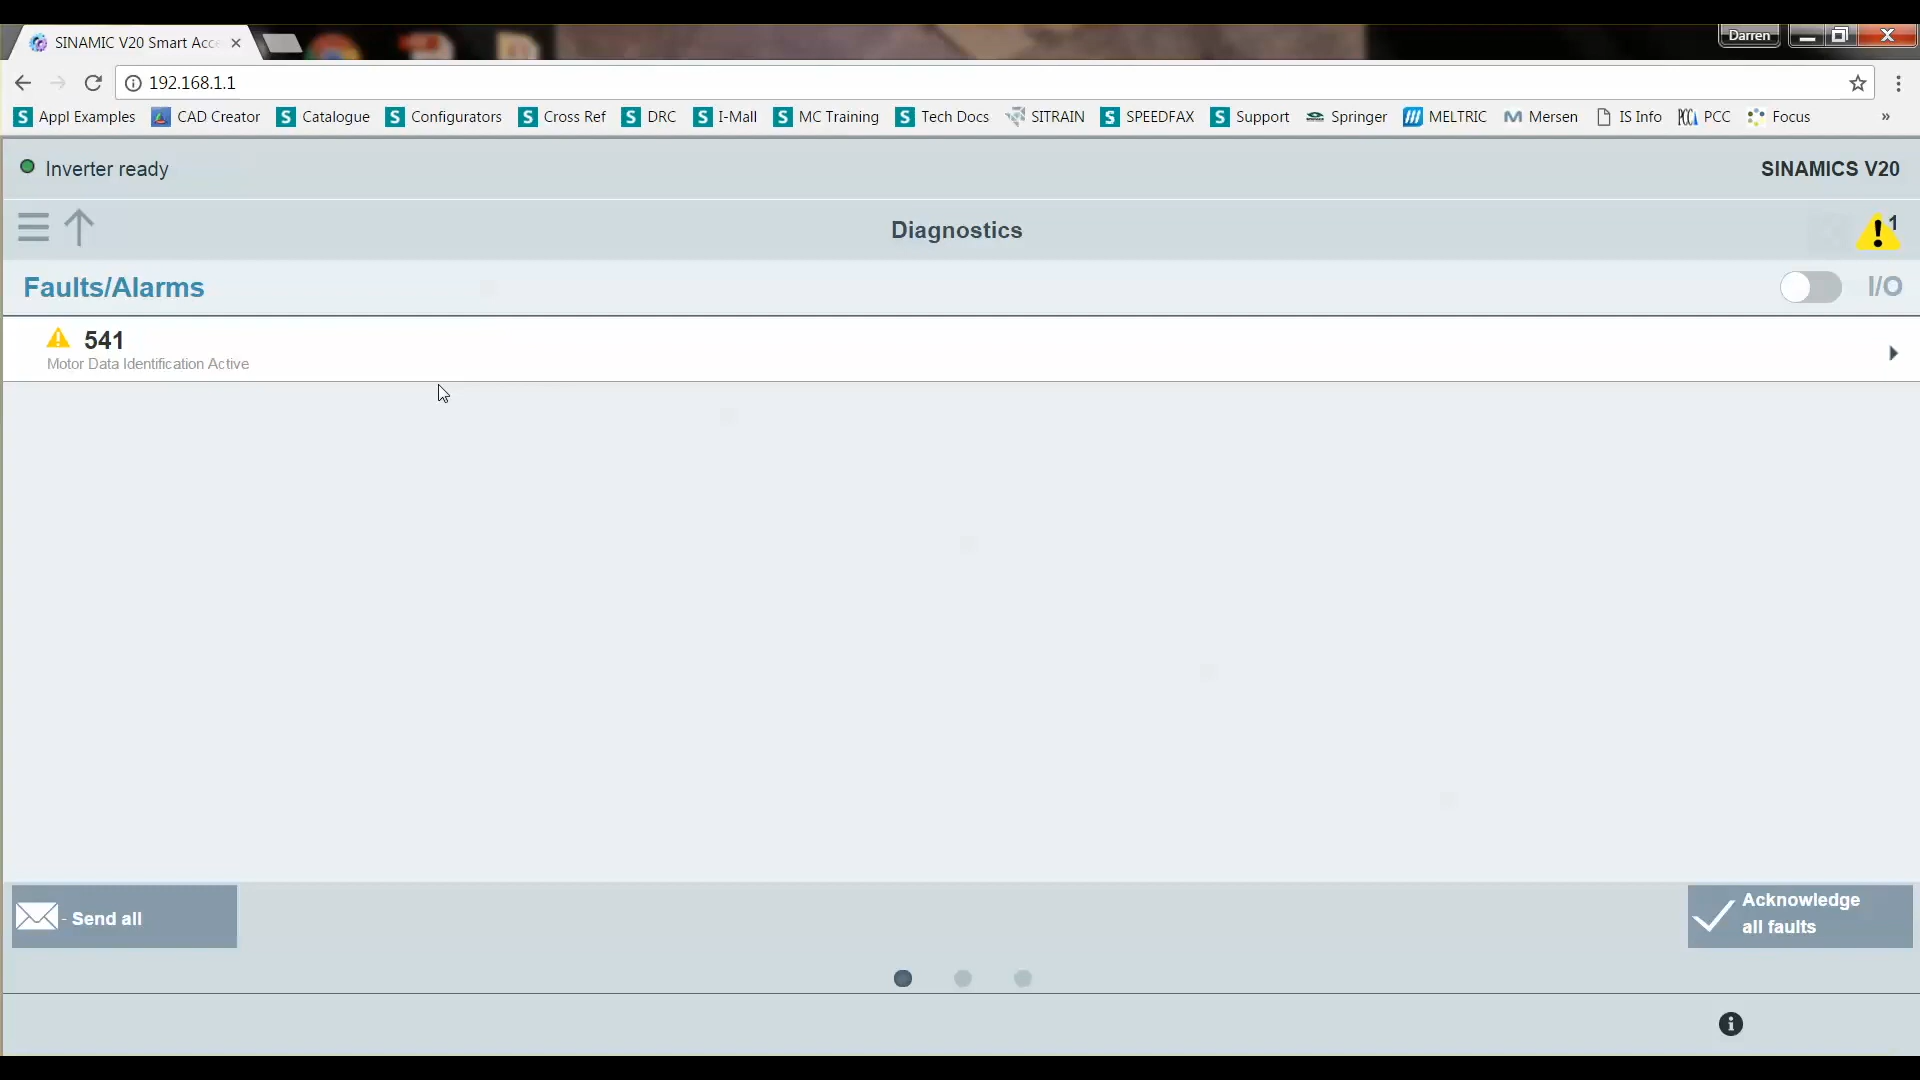 SINAMIC V20 Smart Acce
Darren
192.168.1.1
Appl Examples CAD Creator Catalogue Configurators Cross Ref DRC I-Mall MC Training Tech Docs SITRAIN SPEEDFAX Support Springer MELTRIC Mersen IS Info PCC Focus »
Inverter ready SINAMICS V20
Diagnostics 1
Faults/Alarms I/O
541
Motor Data Identification Active
- Send all
Acknowledge
all faults